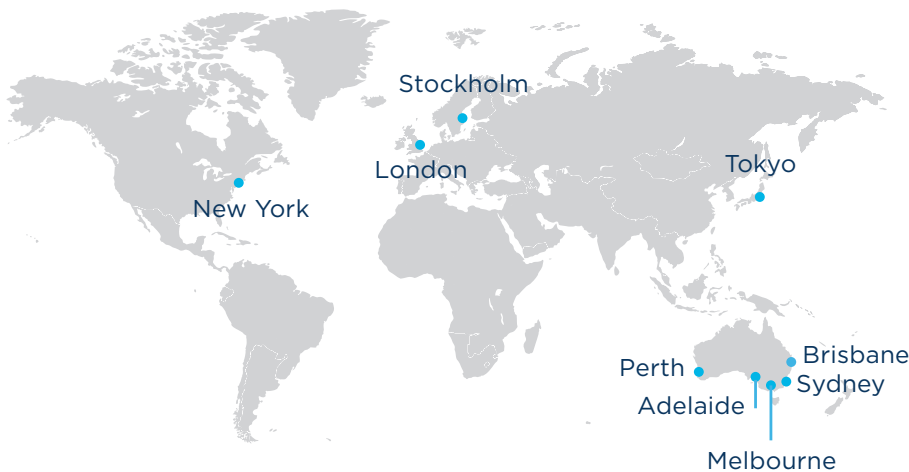 Stockholm
London
Tokyo
New York
Perth
Brisbane
Sydney
Adelaide
Melbourne